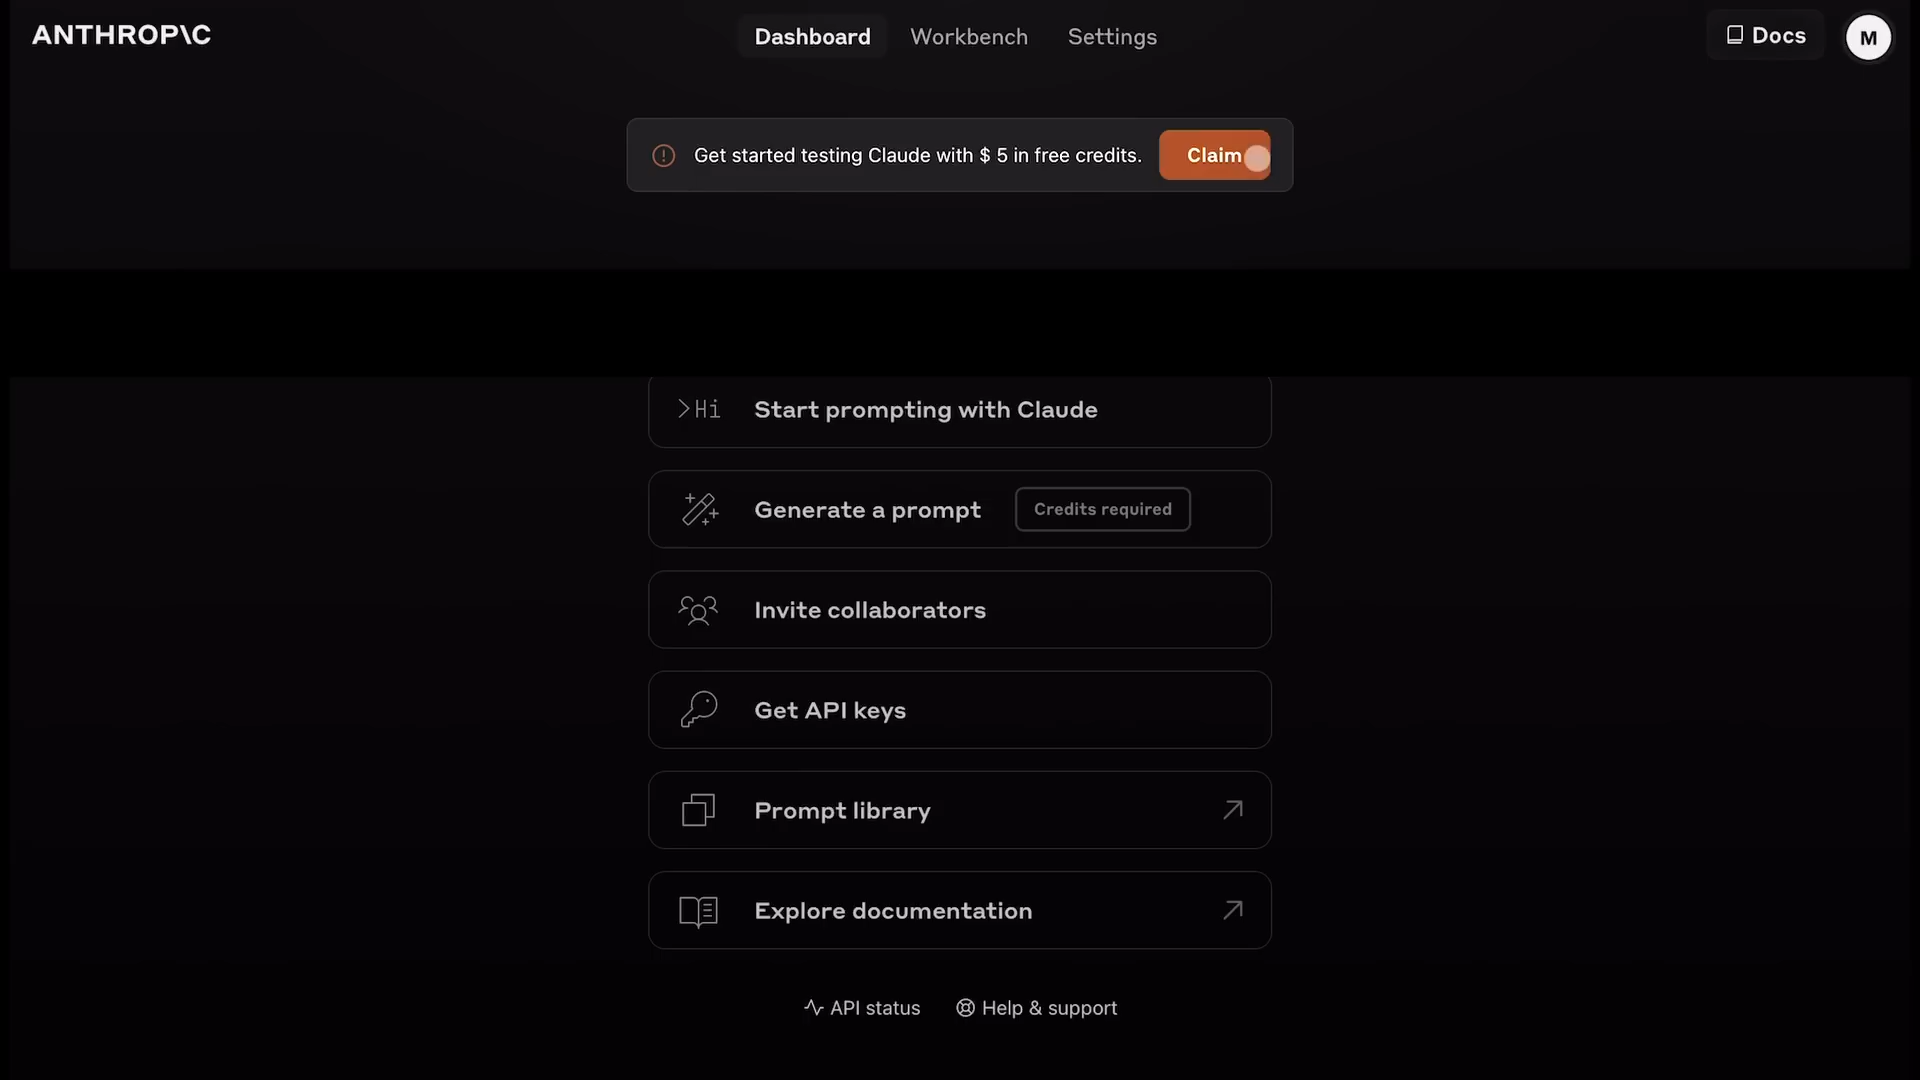 ANTHROP\C
Dashboard
Workbench
Settings
Docs
M
Get started testing Claude with $ 5 in free credits.
Claim
>Hi
Start prompting with Claude
Generate a prompt
Credits required
Invite collaborators
Get API keys
Prompt library
Explore documentation
API status
Help & support